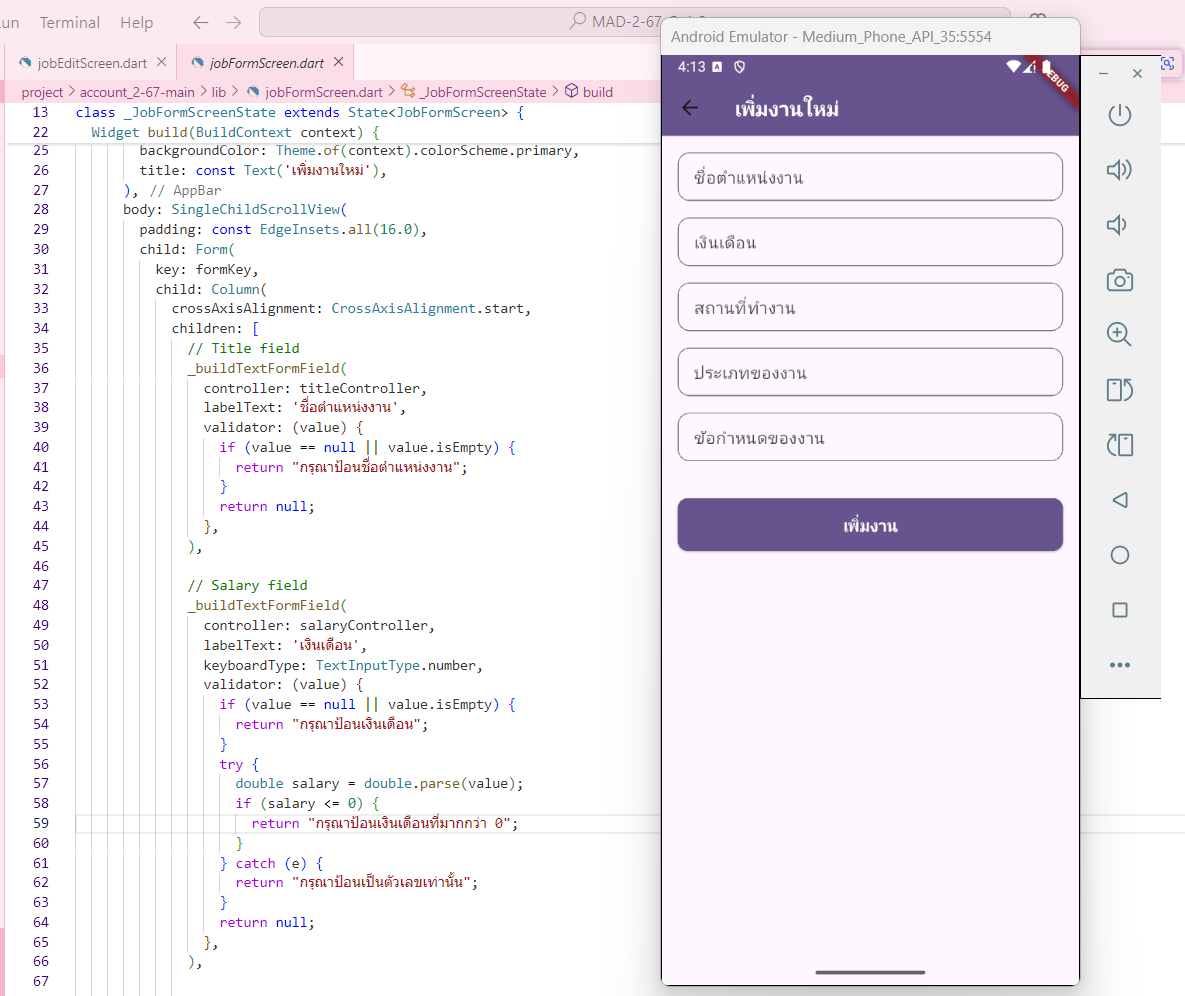 Terminal Help
MAD-2-67
jobEditScreen.dart
jobFormScreen.dart
project > account_2-67-main > lib > jobFormScreen.dart > _JobFormScreenState > build
13 class _JobFormScreenState extends State<JobFormScreen> {
22 Widget build(BuildContext context) {
25 backgroundColor: Theme.of(context).colorScheme.primary,
26 title: const Text('เพิ่มงานใหม่'),
27 ), // AppBar
28 body: SingleChildScrollView(
29 padding: const EdgeInsets.all(16.0),
30 child: Form(
31 key: formKey,
32 child: Column(
33 crossAxisAlignment: CrossAxisAlignment.start,
34 children: [
35 // Title field
36 _buildTextFormField(
37 controller: titleController,
38 labelText: 'ชื่อตำแหน่งงาน',
39 validator: (value) {
40 if (value == null || value.isEmpty) {
41 return "กรุณาป้อนชื่อตำแหน่งงาน";
42 }
43 return null;
44 },
45 ),
46
47 // Salary field
48 _buildTextFormField(
49 controller: salaryController,
50 labelText: 'เงินเดือน',
51 keyboardType: TextInputType.number,
52 validator: (value) {
53 if (value == null || value.isEmpty) {
54 return "กรุณาป้อนเงินเดือน";
55 }
56 try {
57 double salary = double.parse(value);
58 if (salary <= 0) {
59 return "กรุณาป้อนเงินเดือนที่มากกว่า 0";
60 }
61 } catch (e) {
62 return "กรุณาป้อนเป็นตัวเลขเท่านั้น";
63 }
64 return null;
65 },
66 ),
67
Android Emulator - Medium_Phone_API_35:5554
4:13
DEBUG
เพิ่มงานใหม่
ชื่อตำแหน่งงาน
เงินเดือน
สถานที่ทำงาน
ประเภทของงาน
ข้อกำหนดของงาน
เพิ่มงาน